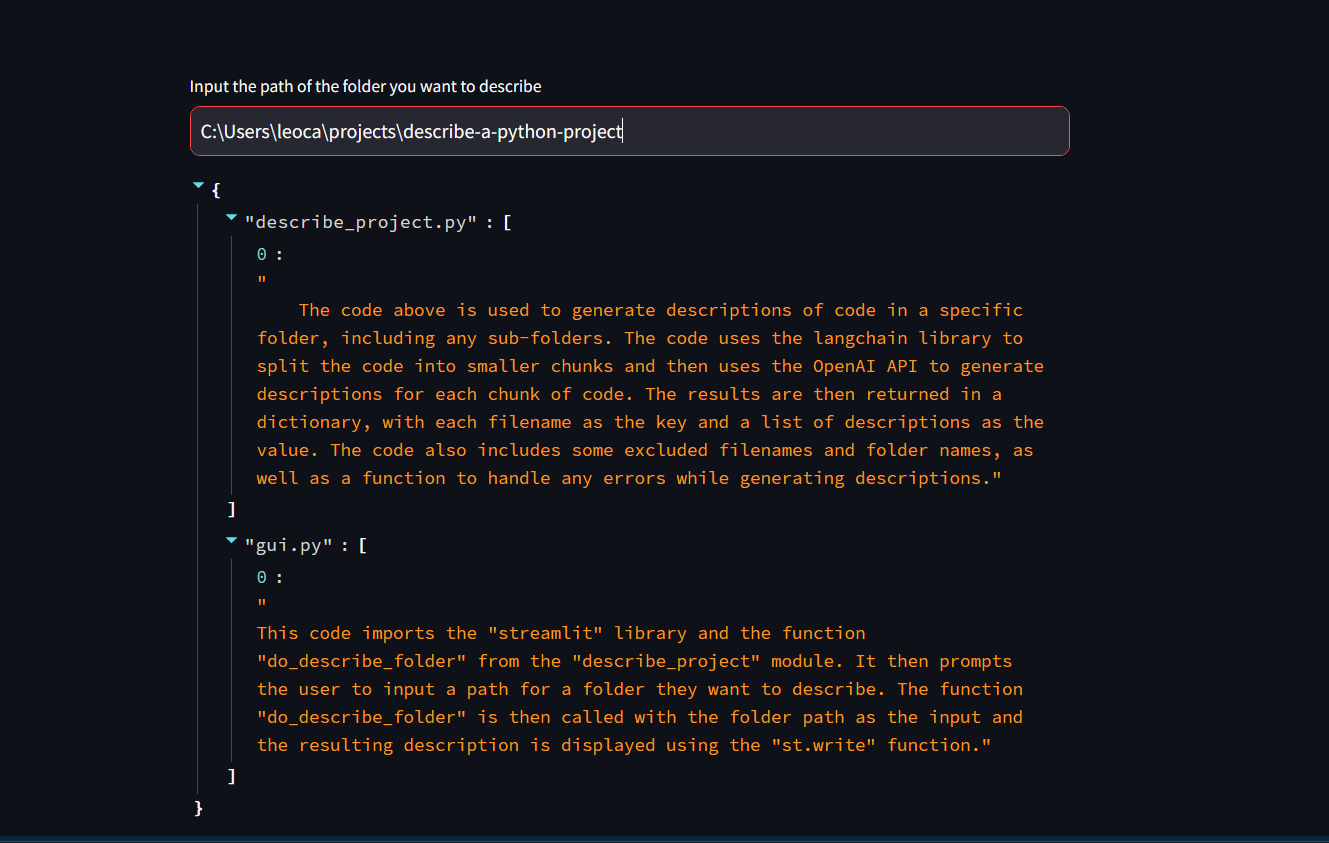 Input the path of the folder you want to describe
C:\Users\leoca\projects\describe-a-python-project
{
"describe_project.py" : [
0 :
"
The code above is used to generate descriptions of code in a specific
folder, including any sub-folders. The code uses the langchain library to
split the code into smaller chunks and then uses the OpenAI API to generate
descriptions for each chunk of code. The results are then returned in a
dictionary, with each filename as the key and a list of descriptions as the
value. The code also includes some excluded filenames and folder names, as
well as a function to handle any errors while generating descriptions."
]
"gui.py" : [
0 :
"
This code imports the "streamlit" library and the function
"do_describe_folder" from the "describe_project" module. It then prompts
the user to input a path for a folder they want to describe. The function
"do_describe_folder" is then called with the folder path as the input and
the resulting description is displayed using the "st.write" function."
]
}